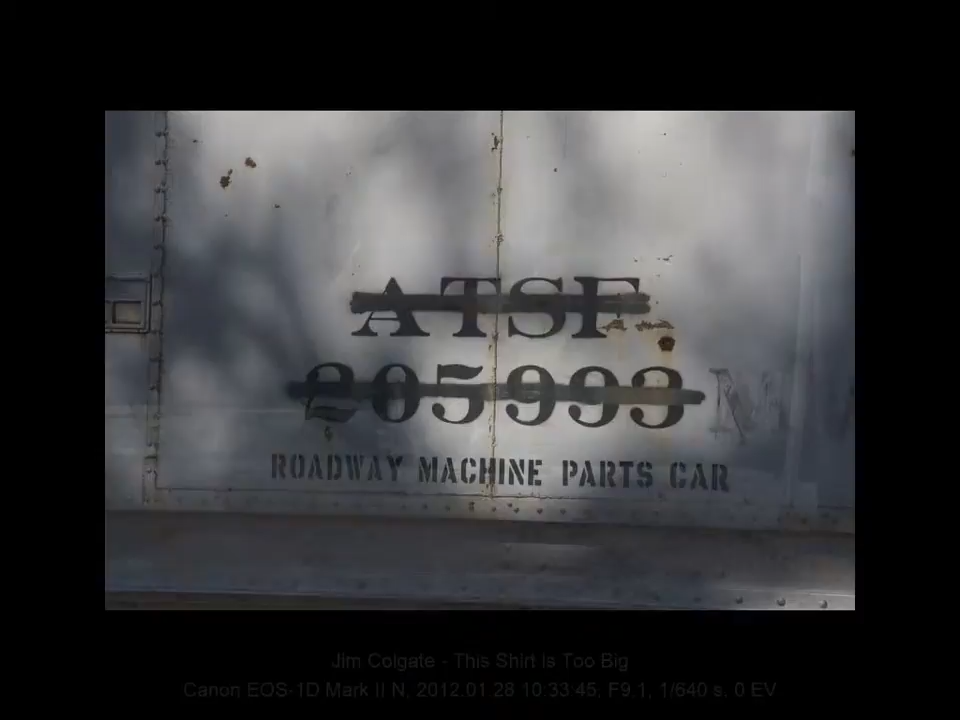 ATSF
205993
ROADWAY MACHINE PARTS CAR
Jim Colgate - This Shirt Is Too Big
Canon EOS-1D Mark II N, 2012.01.28 10:33:45, F9.1, 1/640 s, 0 EV